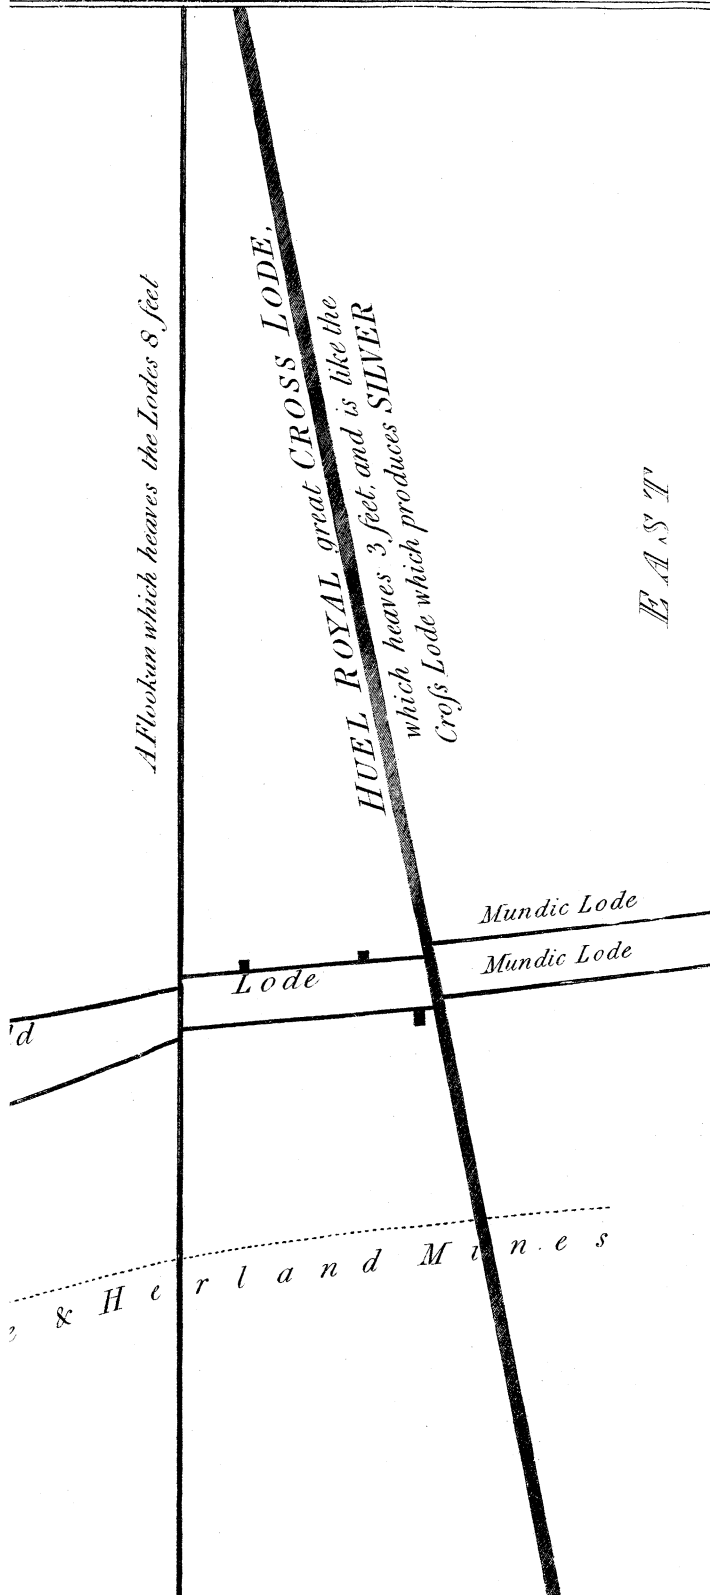 A Flookan which heaves the Lodes 8 feet
HUEL ROYAL great CROSS LODE,
which heaves 3 feet, and is like the
Croſs Lode which produces SILVER
EAST
Mundic Lode
Mundic Lode
Lode
& Herland Mines